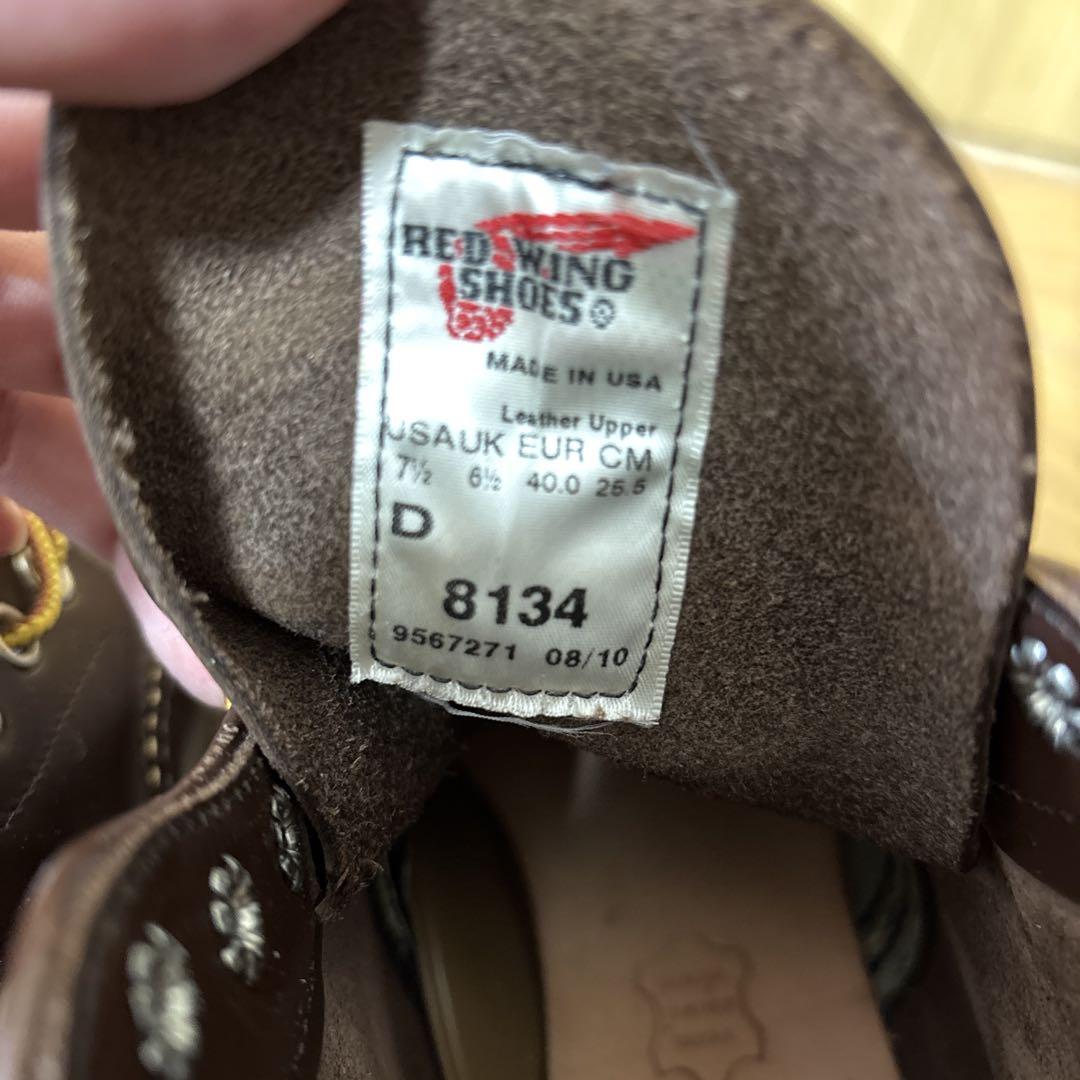 RED WING
SHOES®
MADE IN USA
Leather Upper
USA UK EUR CM
7½ 6½ 40.0 25.5
D
8134
9567271 08/10